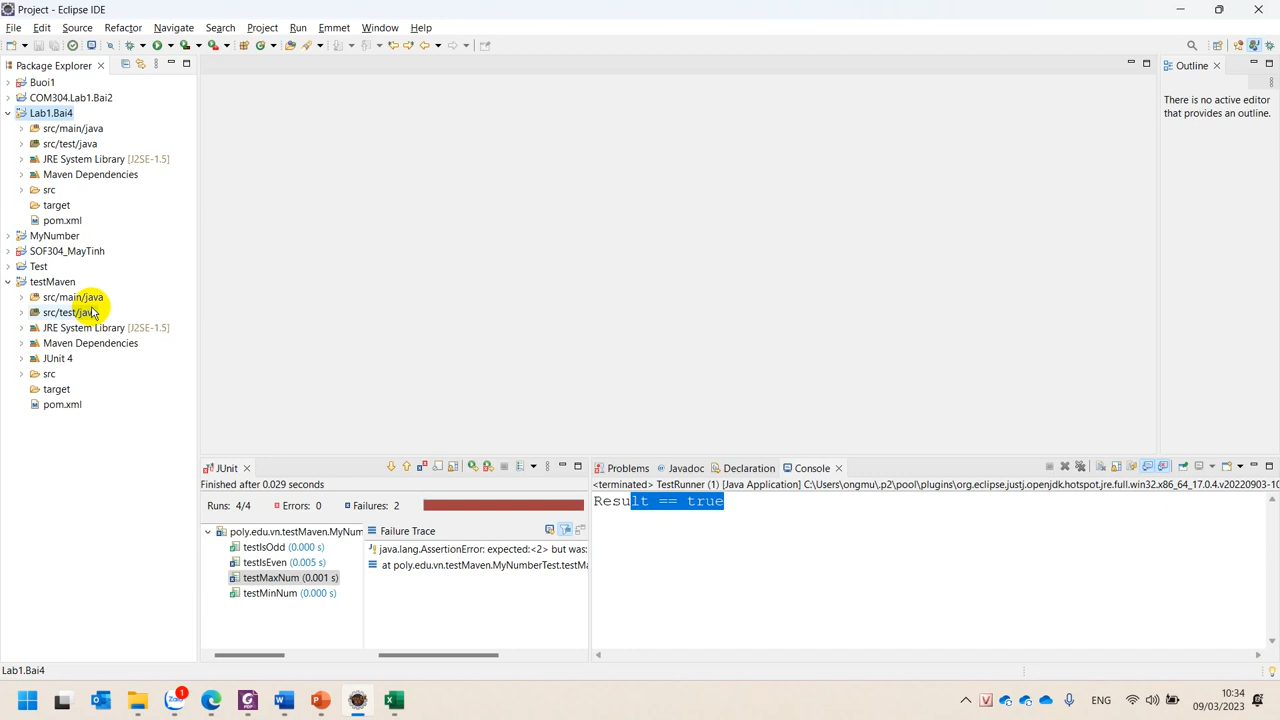 Project - Eclipse IDE
File Edit Source Refactor Navigate Search Project Run Emmet Window Help
Package Explorer
Outline
Buoi1
COM304.Lab1.Bai2
Lab1.Bai4
src/main/java
src/test/java
JRE System Library [J2SE-1.5]
Maven Dependencies
src
target
pom.xml
MyNumber
SOF304_MayTinh
Test
testMaven
src/main/java
src/test/java
JRE System Library [J2SE-1.5]
Maven Dependencies
JUnit 4
src
target
pom.xml
There is no active editor
that provides an outline.
JUnit
Finished after 0.029 seconds
Runs: 4/4 Errors: 0 Failures: 2
poly.edu.vn.testMaven.MyNum
testIsOdd (0.000 s)
testIsEven (0.005 s)
testMaxNum (0.001 s)
testMinNum (0.000 s)
Failure Trace
java.lang.AssertionError: expected:<2> but was:
at poly.edu.vn.testMaven.MyNumberTest.testMa
Problems Javadoc Declaration Console
<terminated> TestRunner (1) [Java Application] C:\Users\ongmu\.p2\pool\plugins\org.eclipse.justj.openjdk.hotspot.jre.full.win32.x86_64_17.0.4.v20220903-10
Result == true
Lab1.Bai4
Zalo 1
ENG
10:34
09/03/2023